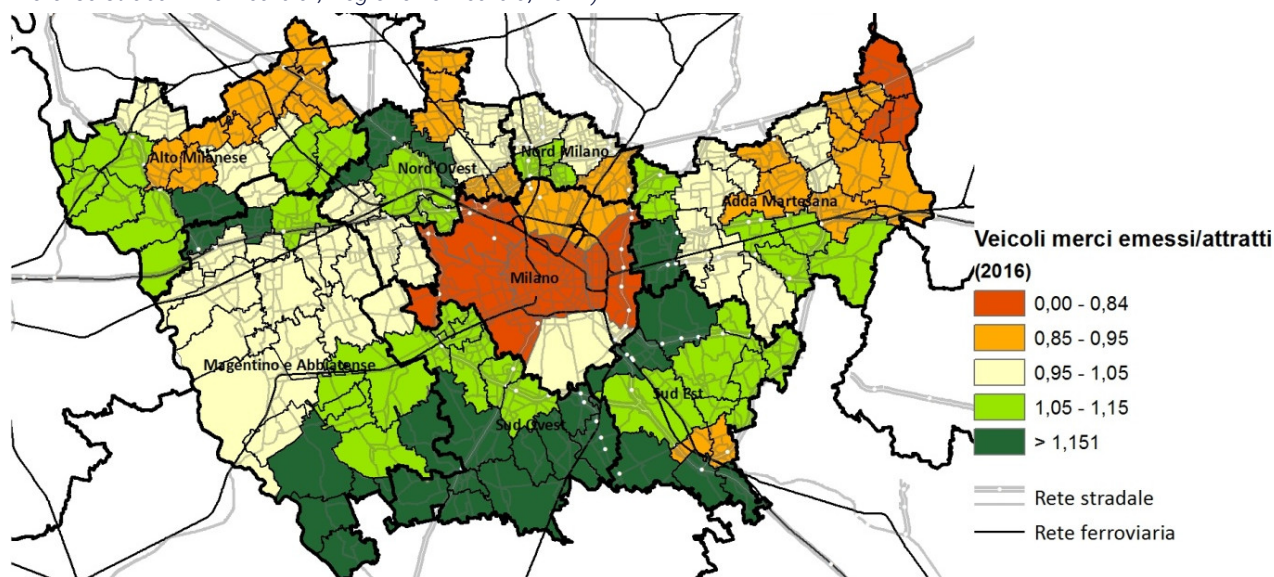 Alto Milanese
Nord Ovest
Nord Milano
Adda Martesana
Milano
Magentino e Abbiatense
Sud Ovest
Sud Est
Veicoli merci emessi/attratti
(2016)
0,00 - 0,84
0,85 - 0,95
0,95 - 1,05
1,05 - 1,15
> 1,151
Rete stradale
Rete ferroviaria